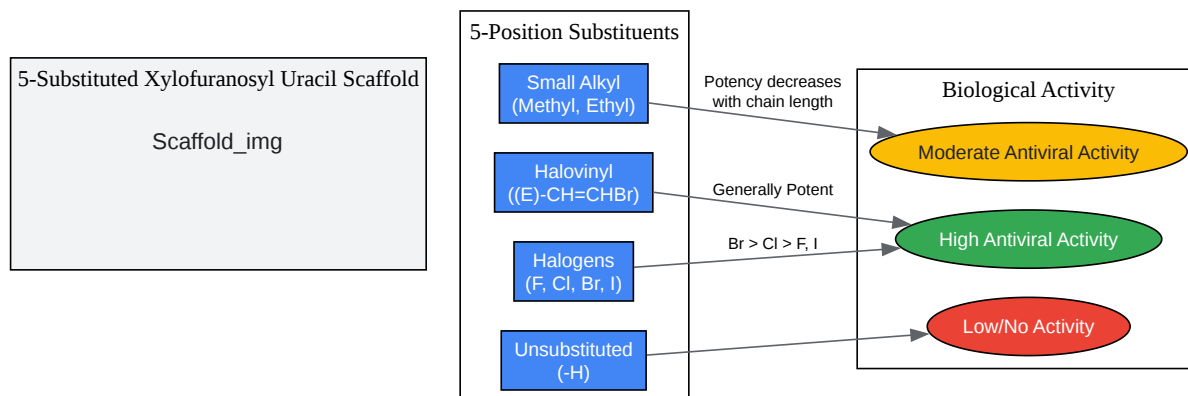 5-Substituted Xylofuranosyl Uracil Scaffold
Scaffold_img
5-Position Substituents
Small Alkyl
(Methyl, Ethyl)
Halovinyl
((E)-CH=CHBr)
Halogens
(F, Cl, Br, I)
Unsubstituted
(-H)
Potency decreases
with chain length
Generally Potent
Br > Cl > F, I
Biological Activity
Moderate Antiviral Activity
High Antiviral Activity
Low/No Activity